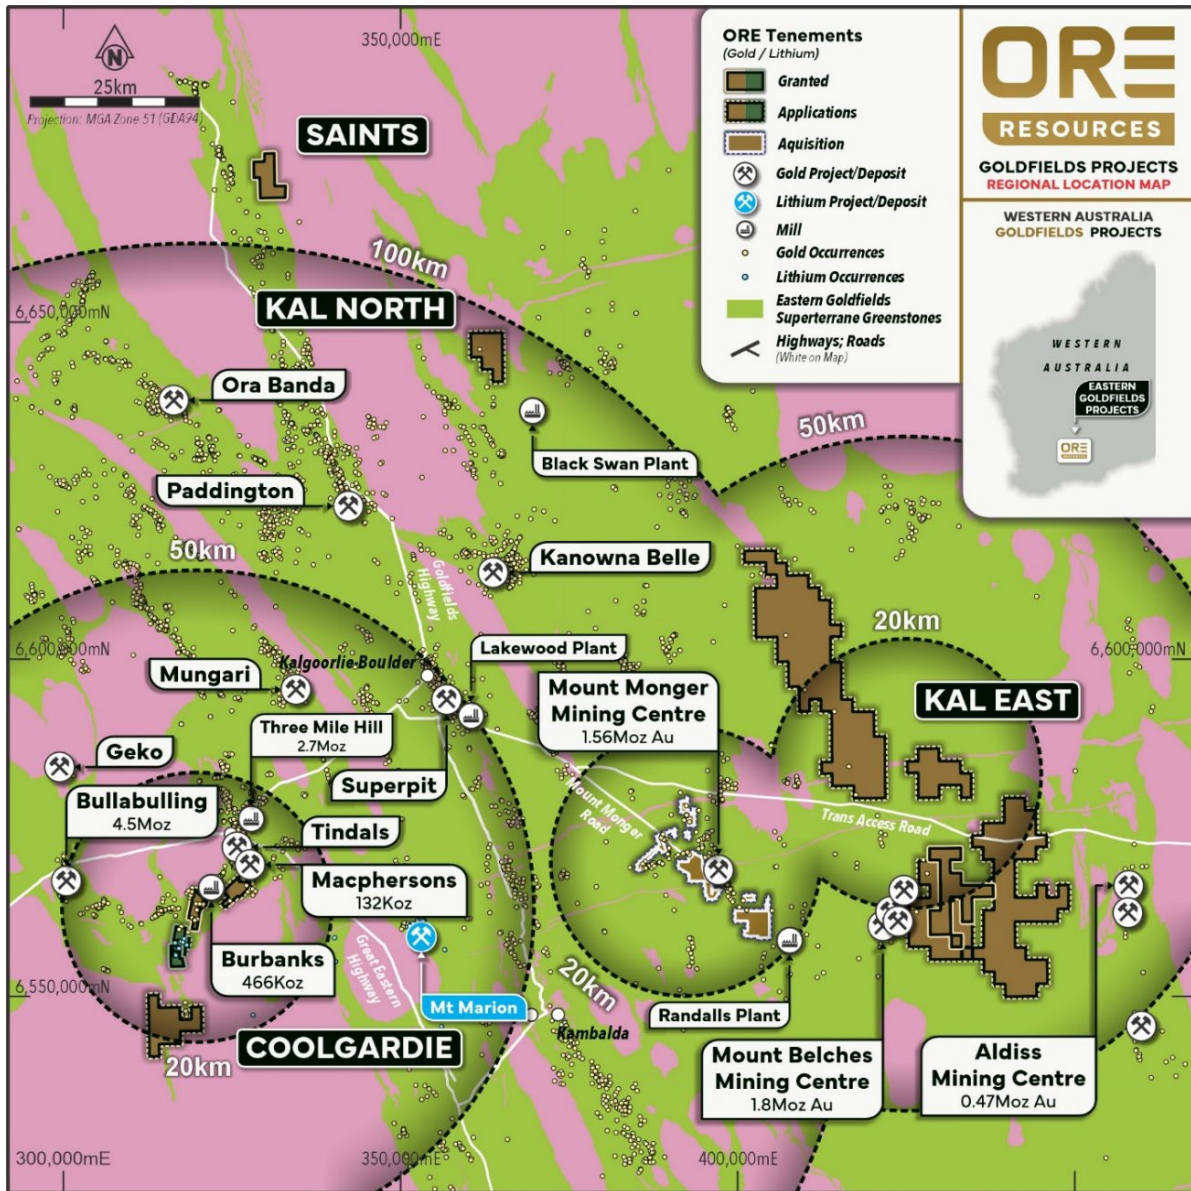 350,000mE
N
25km
Projection: MGA Zone 51 (GDA94)
SAINTS
100km
KAL NORTH
6,650,000mN
Ora Banda
Black Swan Plant
Paddington
50km
50km
Kanowna Belle
Goldfields
Highway
20km
6,600,000mN
6,600,000mN
Kalgoorlie-Boulder
Lakewood Plant
Mungari
Mount Monger
Mining Centre
1.56Moz Au
KAL EAST
Three Mile Hill
2.7Moz
Geko
Superpit
Bullabulling
4.5Moz
Mount Monger
Road
Trans Access Road
Tindals
Macphersons
132Koz
Burbanks
466Koz
Great Eastern
Highway
Mt Marion
20km
6,550,000mN
Kambalda
Randalls Plant
COOLGARDIE
20km
Mount Belches
Mining Centre
1.8Moz Au
Aldiss
Mining Centre
0.47Moz Au
300,000mE
350,000mE
400,000mE
ORE Tenements
(Gold / Lithium)
Granted
Applications
Aquisition
Gold Project/Deposit
Lithium Project/Deposit
Mill
Gold Occurrences
Lithium Occurrences
Eastern Goldfields
Superterrane Greenstones
Highways; Roads
(White on Map)
ORE
RESOURCES
GOLDFIELDS PROJECTS
REGIONAL LOCATION MAP
WESTERN AUSTRALIA
GOLDFIELDS PROJECTS
WESTERN
AUSTRALIA
EASTERN
GOLDFIELDS
PROJECTS
ORE